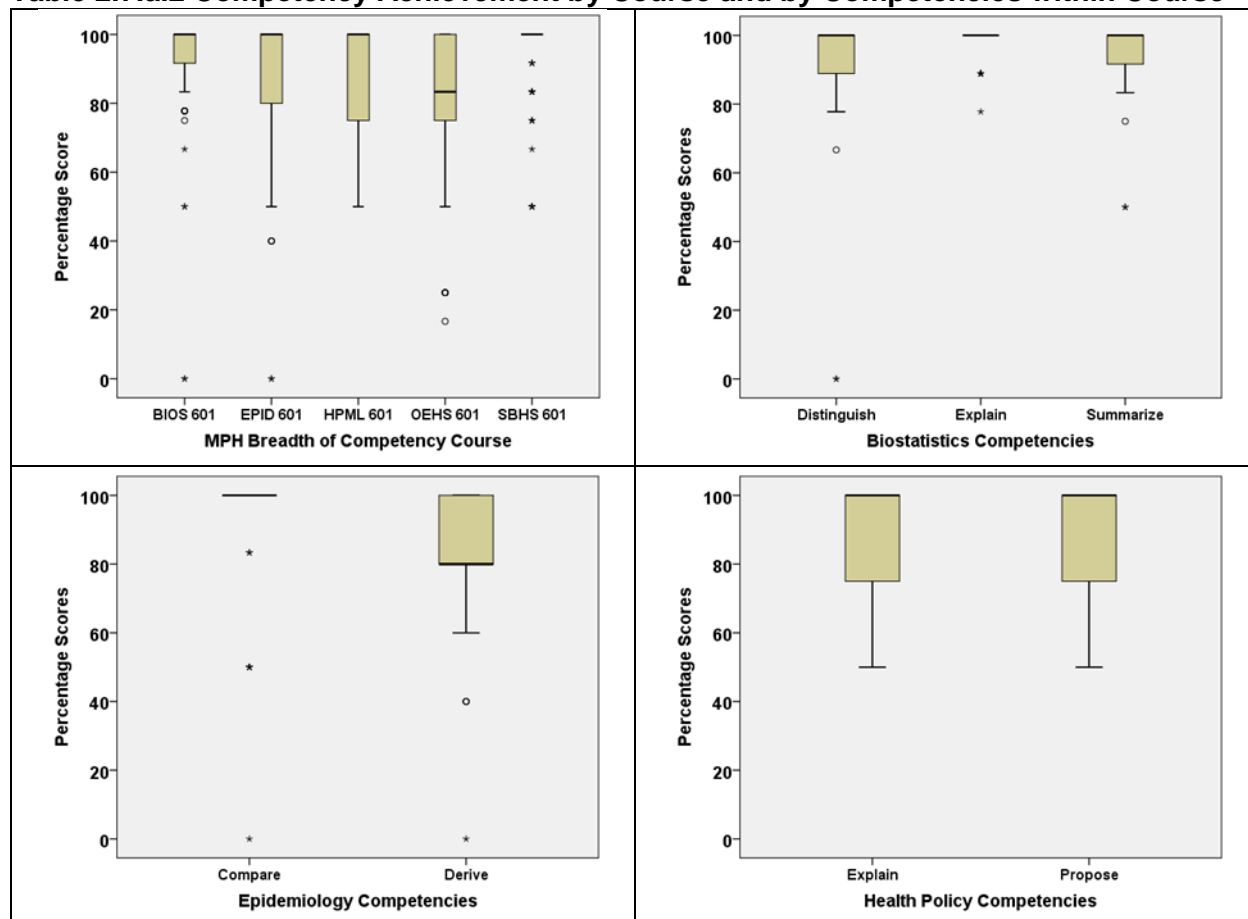 Competency Achievement by Course and by Competencies within Course
100
80
60
40
20
0
Percentage Score
BIOS 601 EPID 601 HPML 601 OEHS 601 SBHS 601
MPH Breadth of Competency Course
100
80
60
40
20
0
Percentage Scores
Distinguish Explain Summarize
Biostatistics Competencies
100
80
60
40
20
0
Percentage Scores
Compare Derive
Epidemiology Competencies
100
80
60
40
20
0
Percentage Scores
Explain Propose
Health Policy Competencies